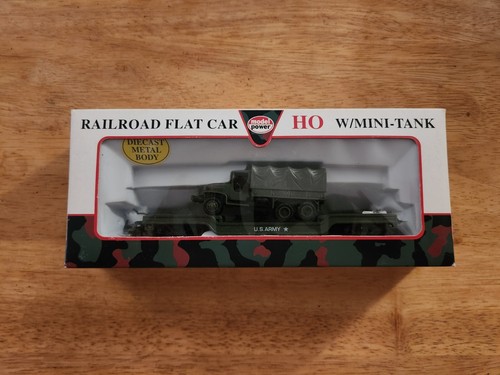 RAILROAD FLAT CAR model power HO W/MINI-TANK
DIECAST
METAL
BODY
U.S. ARMY ★